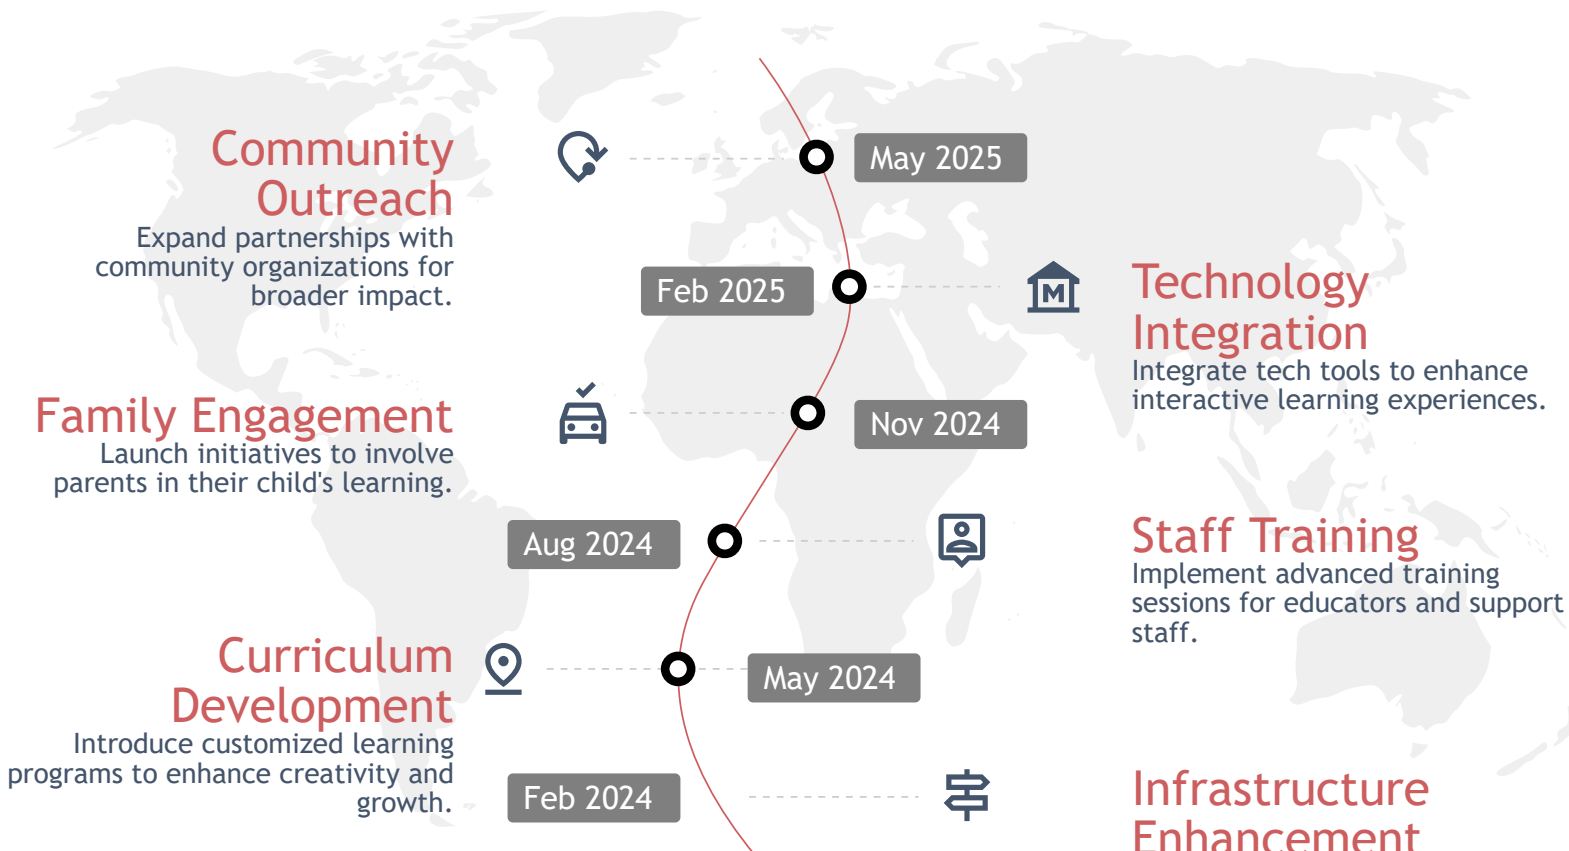 Community
Outreach
Expand partnerships with
community organizations for
broader impact.
May 2025
Feb 2025
M
Technology
Integration
Integrate tech tools to enhance
interactive learning experiences.
Family Engagement
Launch initiatives to involve
parents in their child's learning.
Nov 2024
Aug 2024
Staff Training
Implement advanced training
sessions for educators and support
staff.
Curriculum
Development
Introduce customized learning
programs to enhance creativity and
growth.
May 2024
Feb 2024
Infrastructure
Enhancement